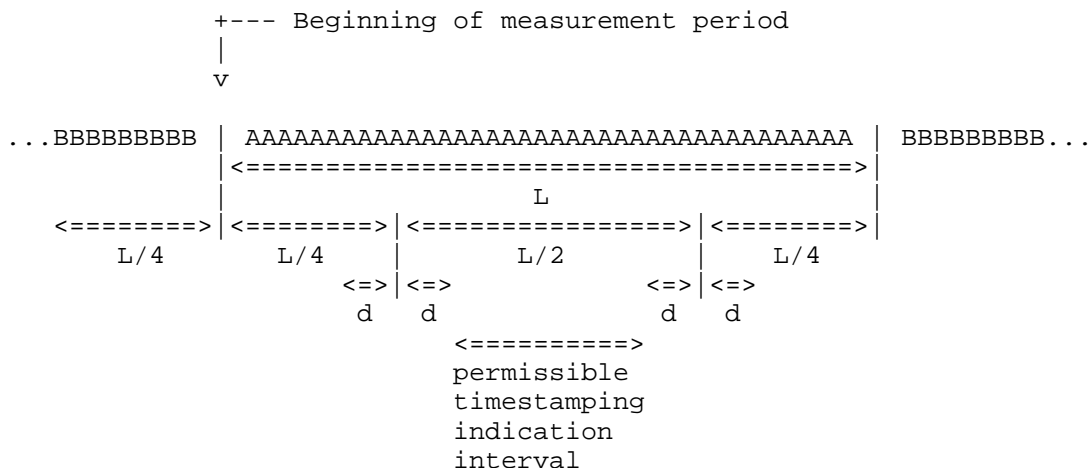 +--- Beginning of measurement period
|
v
...BBBBBBBBB | AAAAAAAAAAAAAAAAAAAAAAAAAAAAAAAAAAAAAA | BBBBBBBBB...
|<======================================>|
| L |
<========>|<========>|<================>|<========>|
L/4 L/4 | L/2 | L/4
<=>|<=> <=>|<=>
d d d d
<==========>
permissible
timestamping
indication
interval